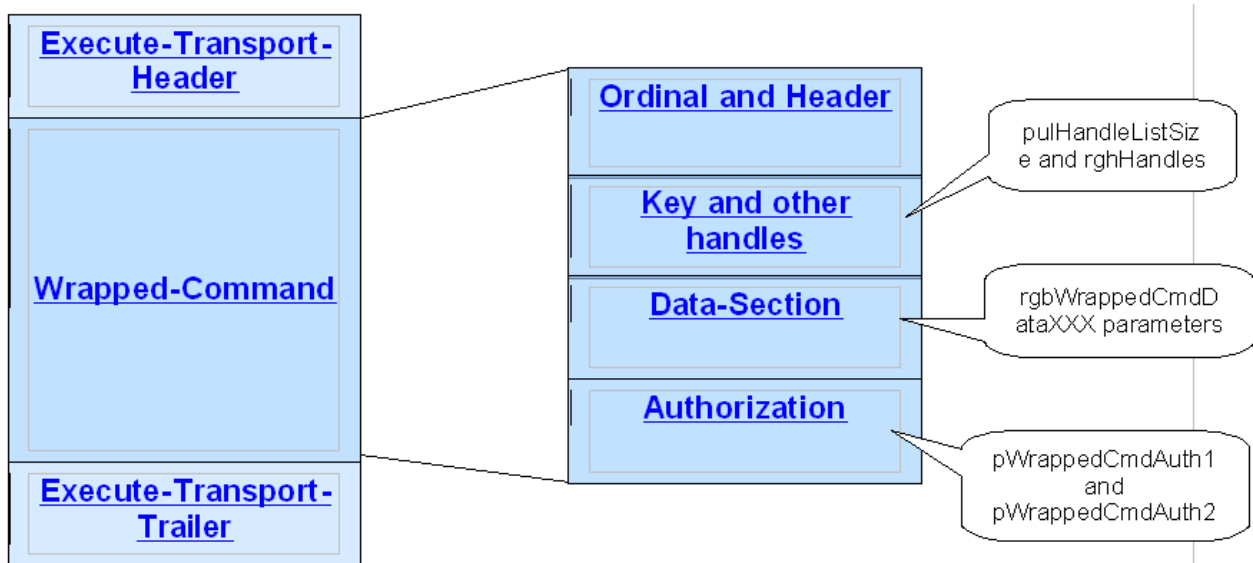 Execute-Transport-
Header
Wrapped-Command
Execute-Transport-
Trailer
Ordinal and Header
Key and other
handles
Data-Section
Authorization
pulHandleListSiz
e and rghHandles
rgbWrappedCmdD
ataXXX parameters
pWrappedCmdAuth1
and
pWrappedCmdAuth2